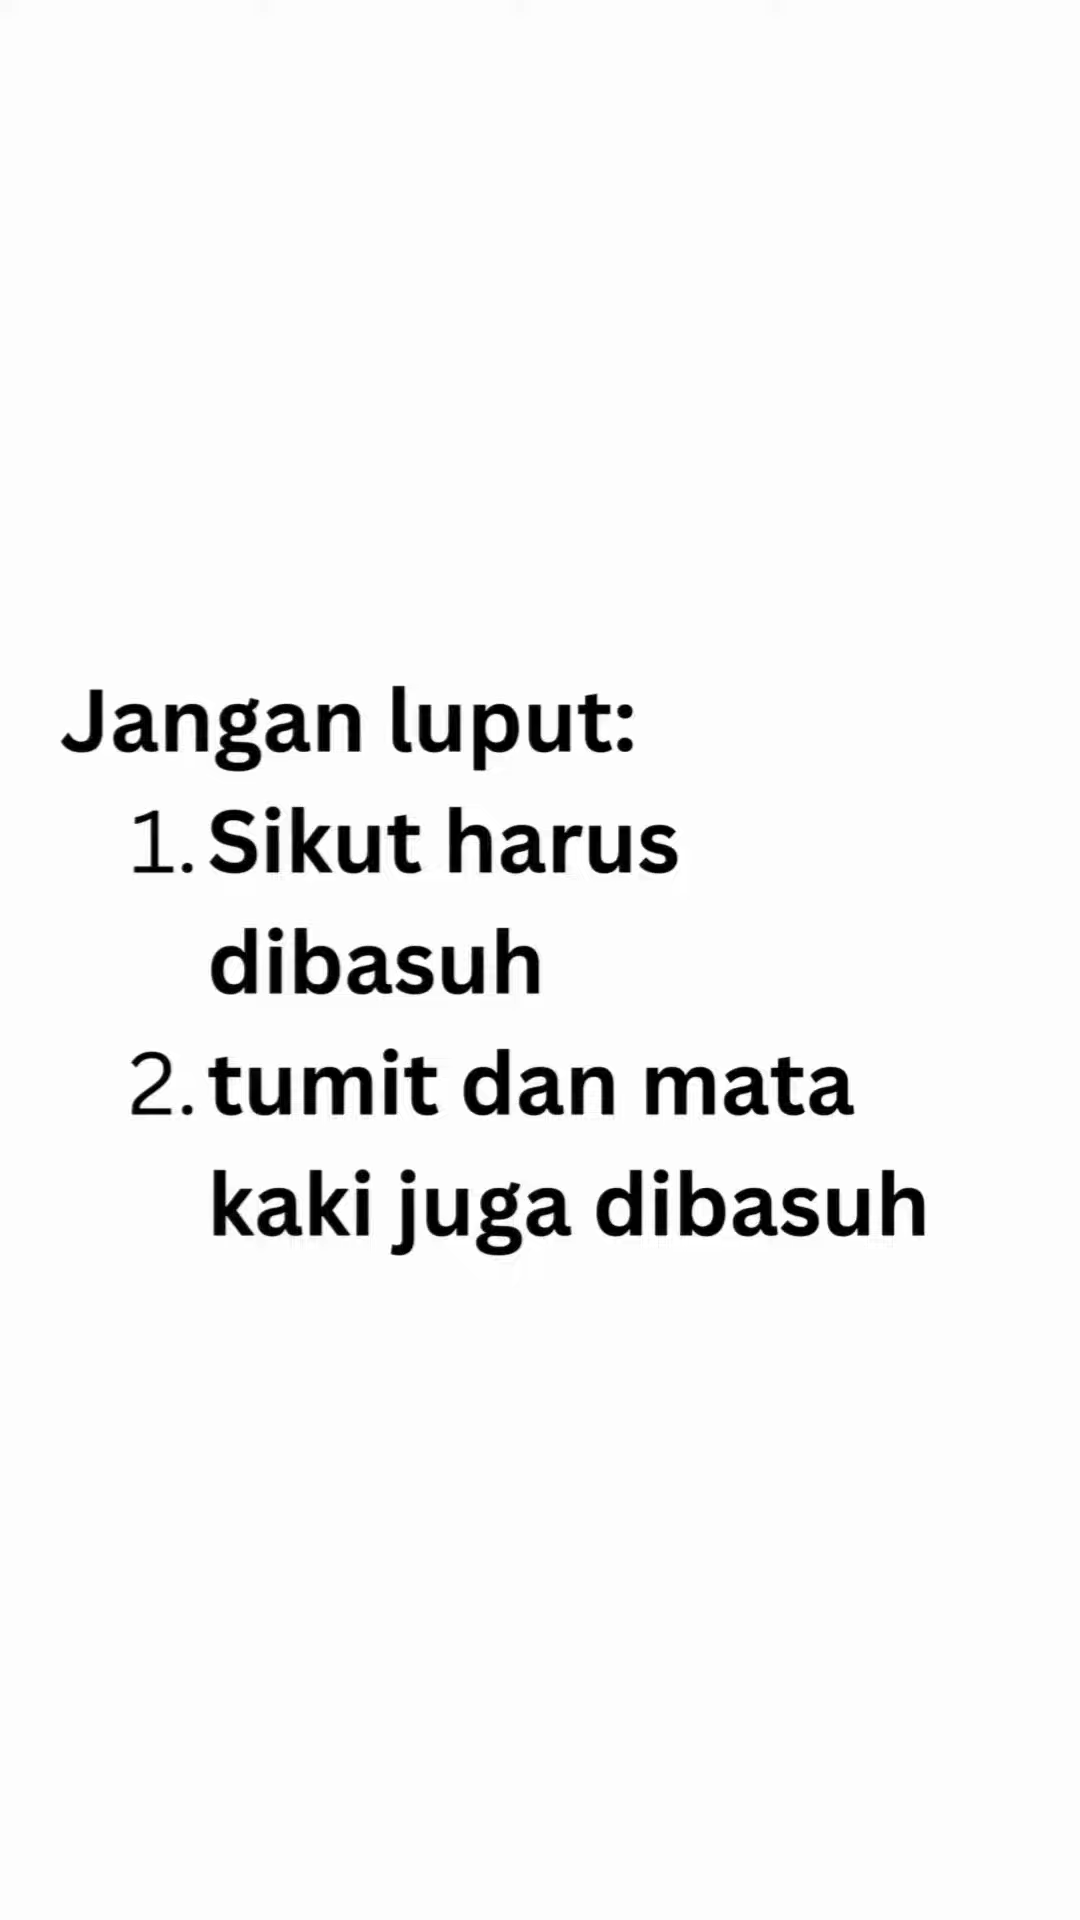 Jangan luput:
1. Sikut harus
dibasuh
2. tumit dan mata
kaki juga dibasuh